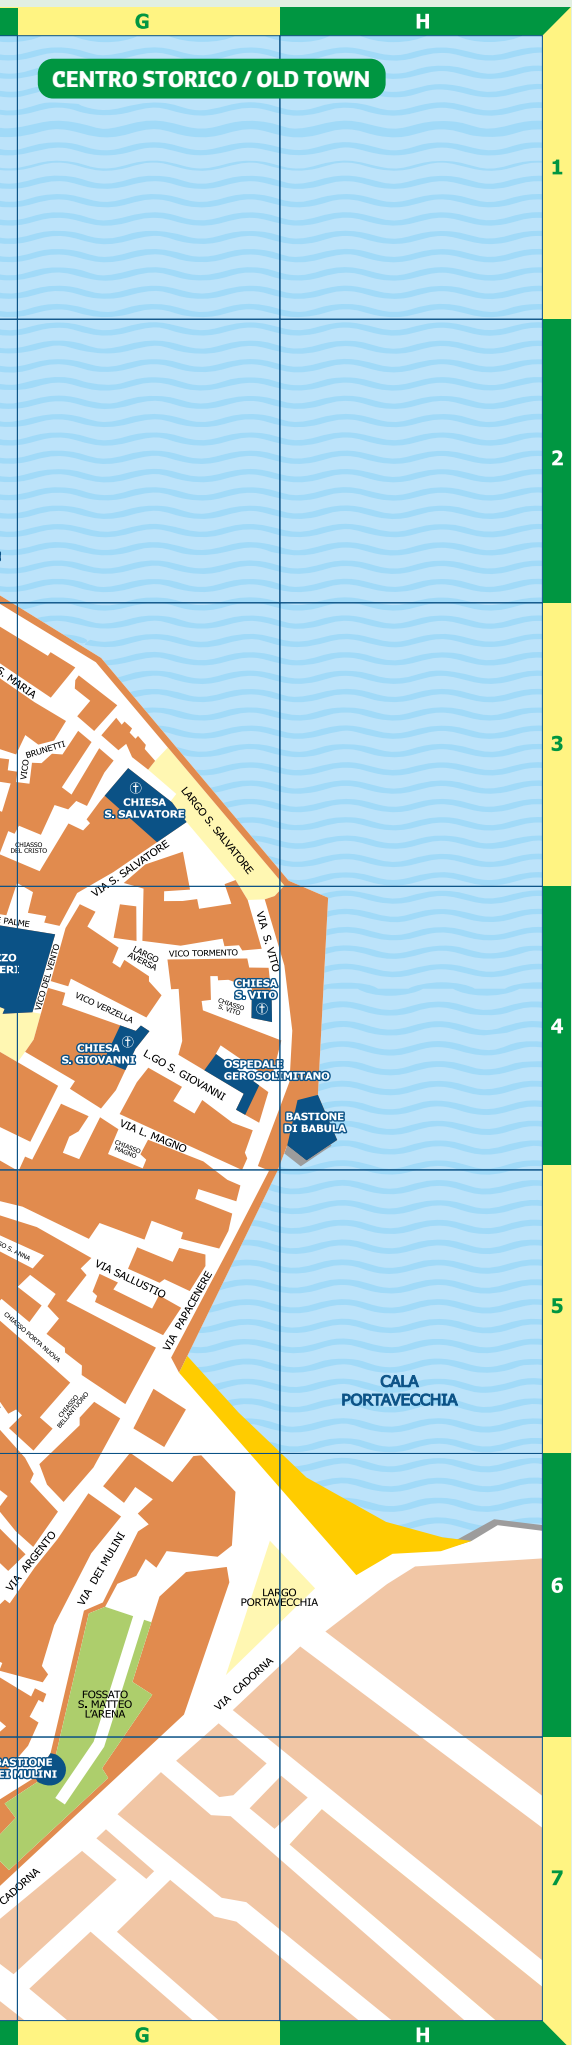 G
H
CENTRO STORICO / OLD TOWN
1
2
3
S. MARIA
VICO
BRUNETTI
CHIESA
S. SALVATORE
LARGO S. SALVATORE
CHIASSO
DEL CRISTO
VIA S. SALVATORE
4
PALME
VIA S. VITO
LARGO
AVERSA
VICO TORMENTO
VICO DEL VENTO
CHIESA
S. VITO
VICO VERZELLA
CHIASSO
S. VITO
CHIESA
S. GIOVANNI
L.GO S. GIOVANNI
OSPEDALE
GEROSOLIMITANO
BASTIONE
DI BABULA
VIA L. MAGNO
CHIASSO
MAGNO
5
S. ANNA
VIA SALLUSTIO
VIA PAPACENERE
CHIASSO PORTA NUOVA
CALA
PORTAVECCHIA
CHIASSO
BELLANTUONO
6
VIA ARGENTO
VIA DEI MULINI
LARGO
PORTAVECCHIA
VIA CADORNA
FOSSATO
S. MATTEO
L'ARENA
BASTIONE
DEI MULINI
7
CADORNA
G
H